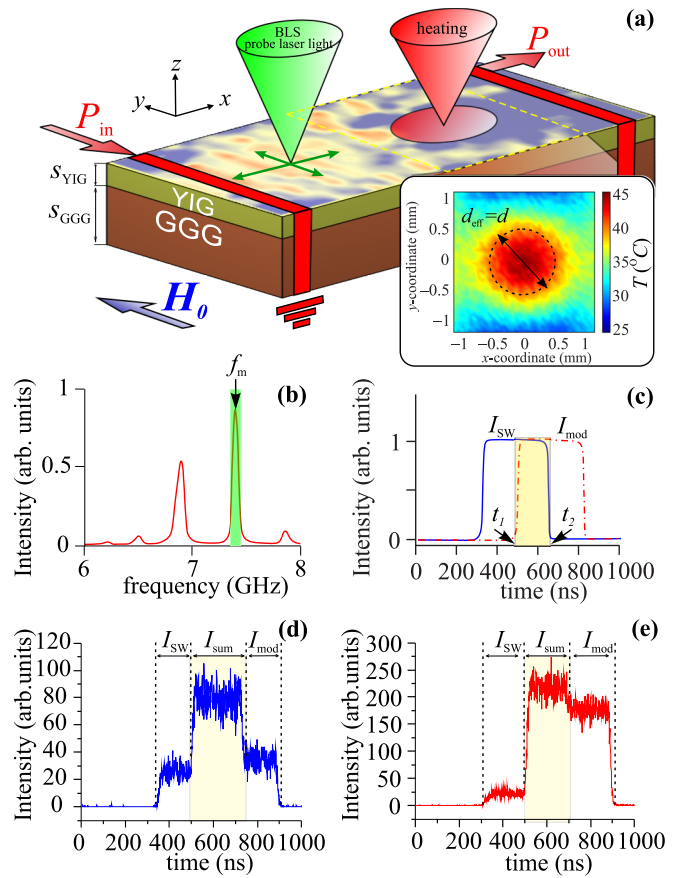 (a)
BLS
probe laser light
heating
P_out
z
y
x
P_in
s_YIG
s_GGG
YIG
GGG
H_0
d_eff=d
y-coordinate (mm)
1
0.5
0
-0.5
-1
−1 -0.5 0 0.5 1
x-coordinate (mm)
45
40
35
30
25
T (°C)
(b)
f_m
Intensity (arb. units)
1
0.5
0
6 7 8
frequency (GHz)
(c)
Intensity (arb. units)
I_SW I_mod
1
0
t_1 t_2
0 200 400 600 800 1000
time (ns)
(d)
Intensity (arb.units)
I_SW I_sum I_mod
120
100
80
60
40
20
0
0 200 400 600 800 1000
time (ns)
(e)
Intensity (arb.units)
I_SW I_sum I_mod
300
250
200
150
100
50
0
0 200 400 600 800 1000
time (ns)